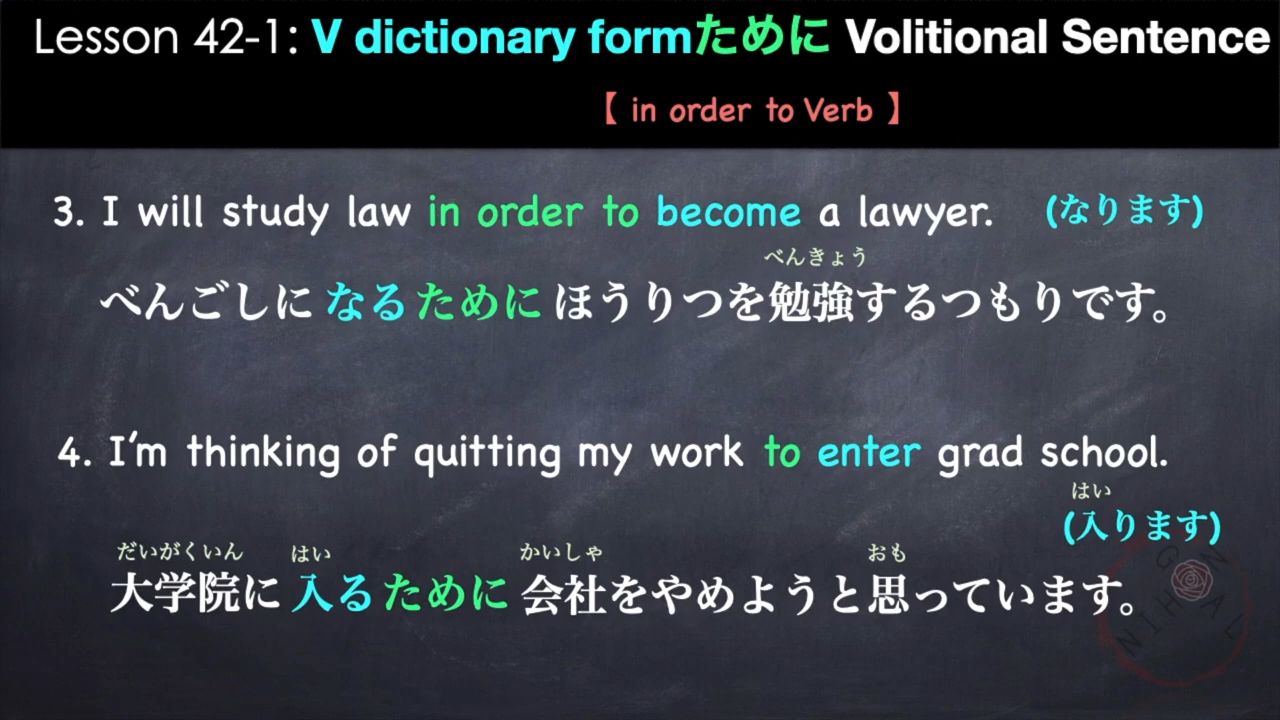 Lesson 42-1: V dictionary formために Volitional Sentence
【 in order to Verb 】
3. I will study law in order to become a lawyer. (なります)
べんきょう
べんごしに なるために ほうりつを勉強するつもりです。
4. I'm thinking of quitting my work to enter grad school.
はい
(入ります)
だいがくいん はい かいしゃ おも
大学院に 入るために 会社をやめようと思っています。
NIHONGOAL